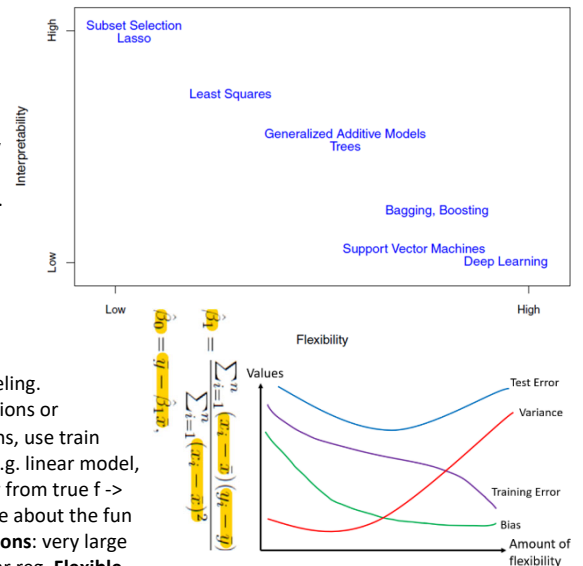 High
Interpretability
Low
Subset Selection
Lasso
Least Squares
Generalized Additive Models
Trees
Bagging, Boosting
Support Vector Machines
Deep Learning
Low
High
Flexibility
β̂₁ = ∑ⁿᵢ₌₁(xᵢ − x̄)(yᵢ − ȳ) / ∑ⁿᵢ₌₁(xᵢ − x̄)²
β̂₀ = ȳ − β̂₁x̄,
eling.
ions or
ns, use train
.g. linear model,
from true f ->
e about the fun
ons: very large
Flexible
Values
Test Error
Variance
Training Error
Bias
Amount of
flexibility